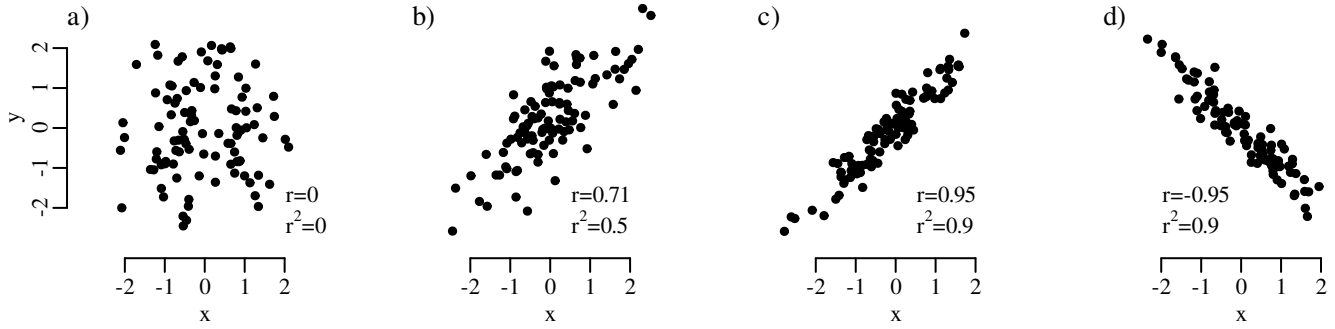 a)
b)
c)
d)
y
2
1
0
-1
-2
r=0
r²=0
r=0.71
r²=0.5
r=0.95
r²=0.9
r=-0.95
r²=0.9
-2 -1 0 1 2
x
-2 -1 0 1 2
x
-2 -1 0 1 2
x
-2 -1 0 1 2
x